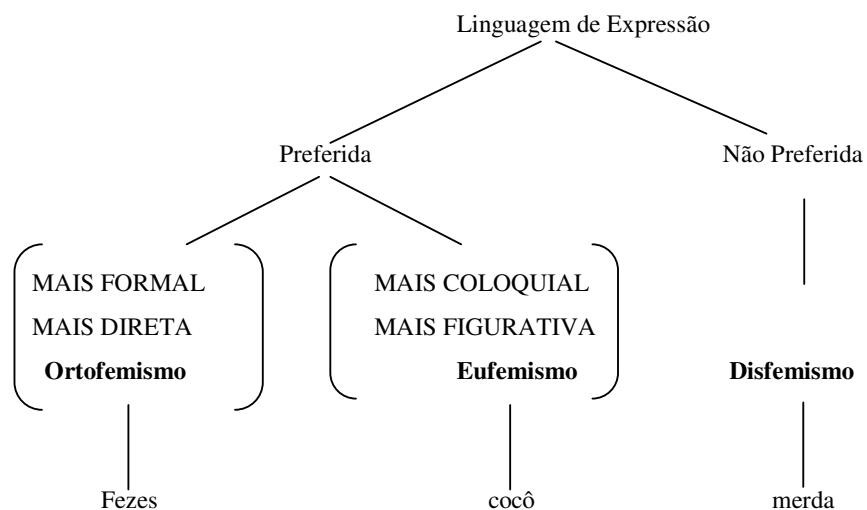 Linguagem de Expressão
Preferida
Não Preferida
MAIS FORMAL
MAIS DIRETA
Ortofemismo
MAIS COLOQUIAL
MAIS FIGURATIVA
Eufemismo
Disfemismo
Fezes
cocô
merda